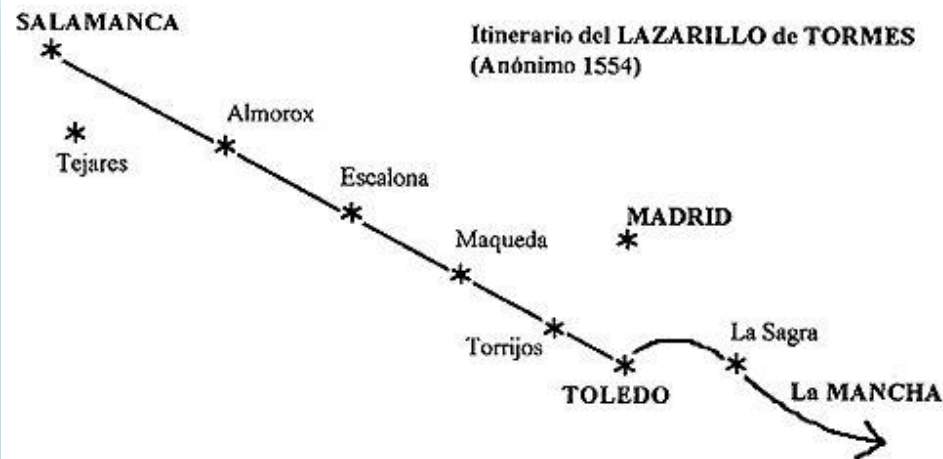 SALAMANCA
Itinerario del LAZARILLO de TORMES
(Anónimo 1554)
Almorox
Tejares
Escalona
MADRID
Maqueda
La Sagra
Torrijos
TOLEDO
La MANCHA